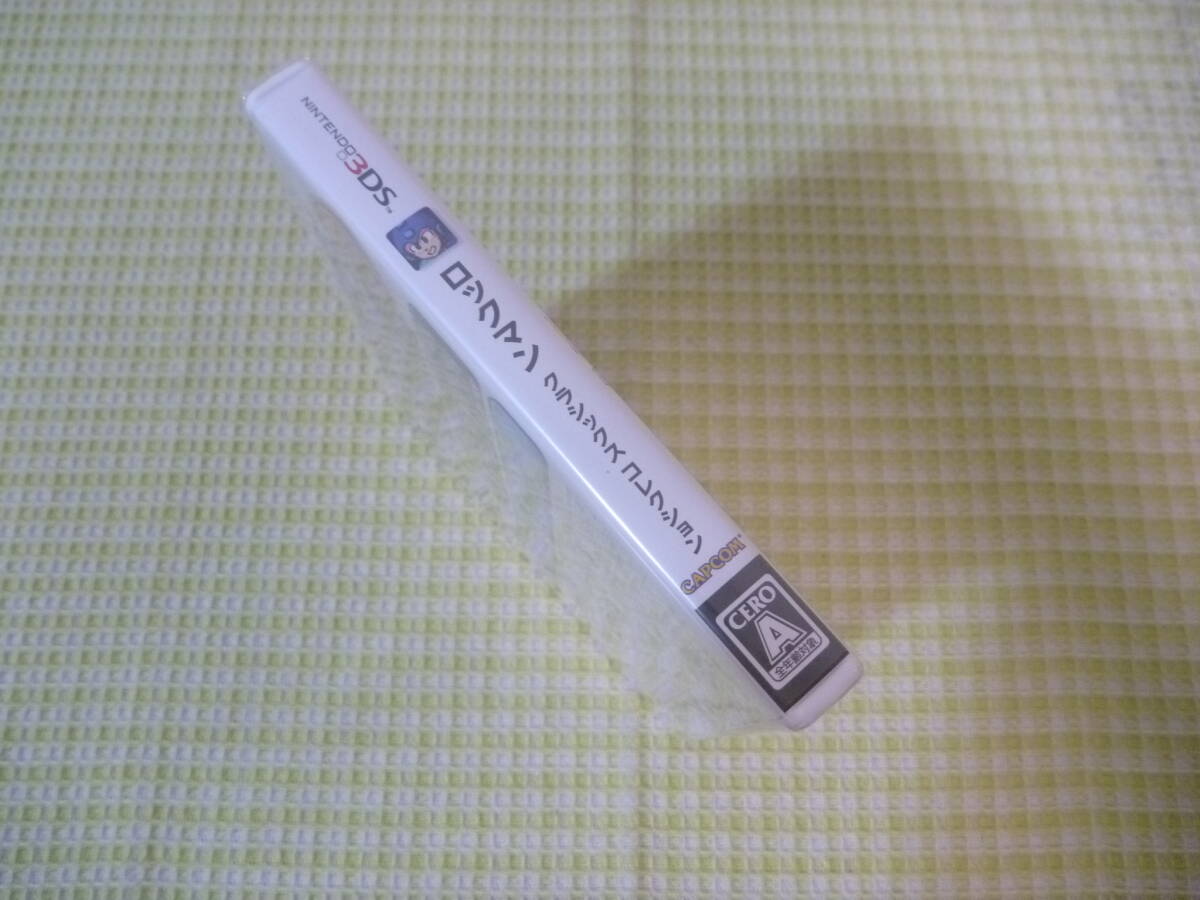 NINTENDO
3DS™
ロックマン クラシックス コレクション
CAPCOM
CERO
A
全年齢対象